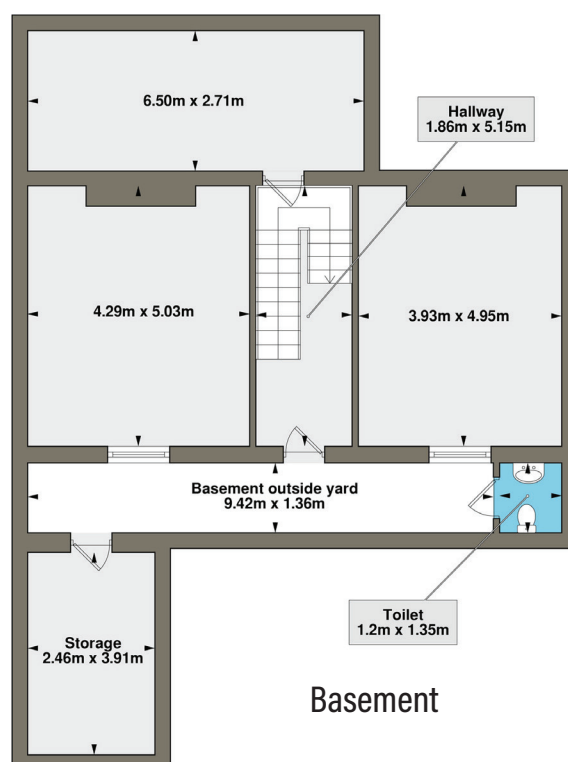 6.50m x 2.71m
Hallway
1.86m x 5.15m
4.29m x 5.03m
3.93m x 4.95m
Basement outside yard
9.42m x 1.36m
Toilet
1.2m x 1.35m
Storage
2.46m x 3.91m
Basement